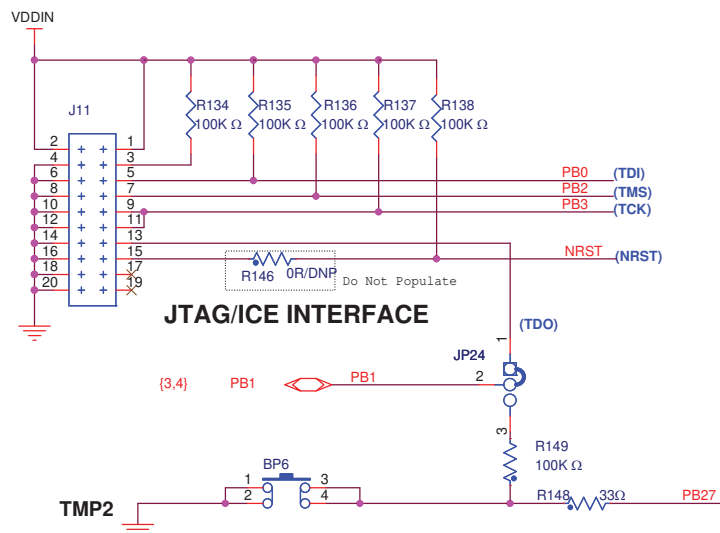 VDDIN
J11
R134 R135 R136 R137 R138
100K Ω 100K Ω 100K Ω 100K Ω 100K Ω
2 1
4 3
6 5 PB0 (TDI)
8 7 PB2 (TMS)
10 9 PB3 (TCK)
12 11
14 13
16 15 NRST (NRST)
18 17
20 19
R146 0R/DNP Do Not Populate
JTAG/ICE INTERFACE
(TDO)
1
JP24
{3,4} PB1 PB1 2
3
R149
100K Ω
BP6
1 3
2 4
R148 33Ω PB27
TMP2